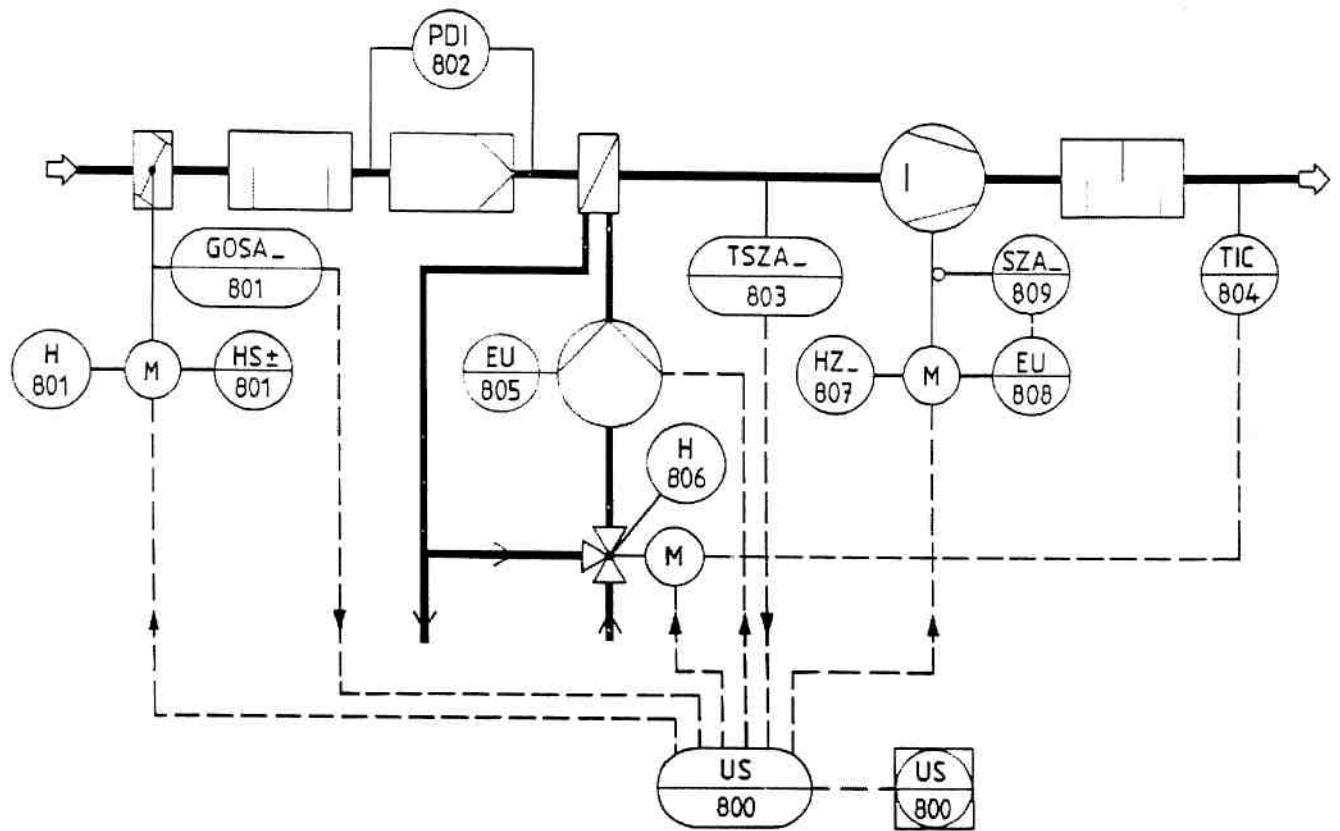 PDI
802
GOSA_
801
H
801
M
HS±
801
EU
805
TSZA_
803
SZA_
809
TIC
804
HZ_
807
M
EU
808
H
806
M
US
800
US
800